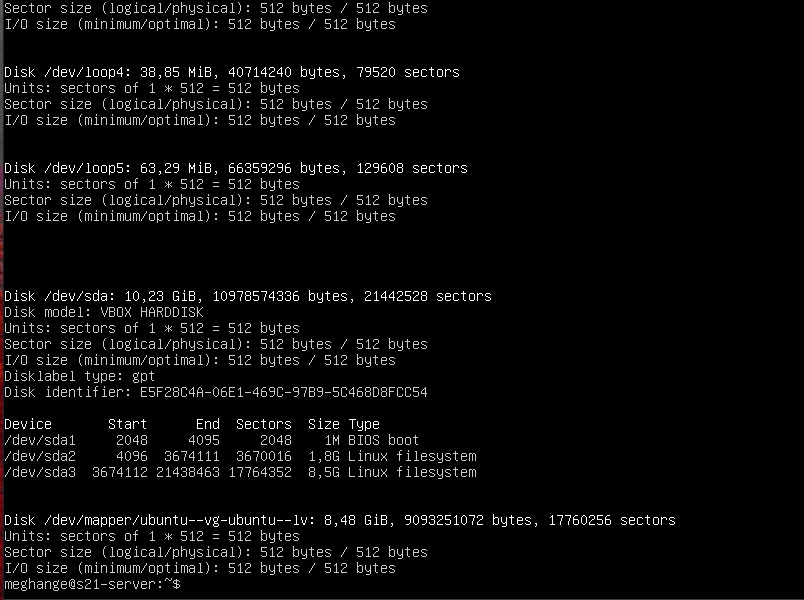 Sector size (logical/physical): 512 bytes / 512 bytes
I/O size (minimum/optimal): 512 bytes / 512 bytes
Disk /dev/loop4: 38,85 MiB, 40714240 bytes, 79520 sectors
Units: sectors of 1 * 512 = 512 bytes
Sector size (logical/physical): 512 bytes / 512 bytes
I/O size (minimum/optimal): 512 bytes / 512 bytes
Disk /dev/loop5: 63,29 MiB, 66359296 bytes, 129608 sectors
Units: sectors of 1 * 512 = 512 bytes
Sector size (logical/physical): 512 bytes / 512 bytes
I/O size (minimum/optimal): 512 bytes / 512 bytes
Disk /dev/sda: 10,23 GiB, 10978574336 bytes, 21442528 sectors
Disk model: VBOX HARDDISK
Units: sectors of 1 * 512 = 512 bytes
Sector size (logical/physical): 512 bytes / 512 bytes
I/O size (minimum/optimal): 512 bytes / 512 bytes
Disklabel type: gpt
Disk identifier: E5F28C4A-06E1-469C-97B9-5C468D8FCC54
Device       Start      End  Sectors  Size Type
/dev/sda1     2048     4095     2048    1M BIOS boot
/dev/sda2     4096  3674111  3670016  1,8G Linux filesystem
/dev/sda3  3674112 21438463 17764352  8,5G Linux filesystem
Disk /dev/mapper/ubuntu--vg-ubuntu--lv: 8,48 GiB, 9093251072 bytes, 17760256 sectors
Units: sectors of 1 * 512 = 512 bytes
Sector size (logical/physical): 512 bytes / 512 bytes
I/O size (minimum/optimal): 512 bytes / 512 bytes
meghange@s21-server:~$